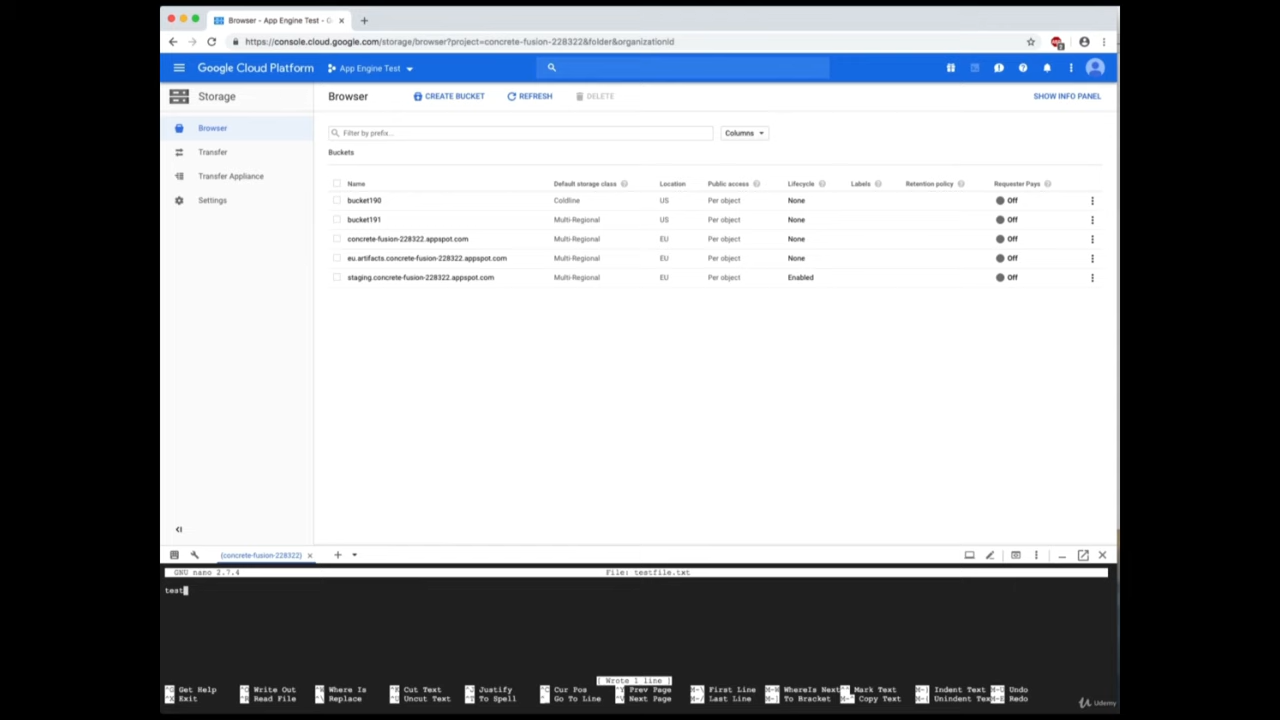 Browser - App Engine Test - G
https://console.cloud.google.com/storage/browser?project=concrete-fusion-228322&folder&organizationId
Google Cloud Platform App Engine Test
Storage Browser CREATE BUCKET REFRESH DELETE SHOW INFO PANEL
Browser
Transfer
Transfer Appliance
Settings
Filter by prefix... Columns
Buckets
Name Default storage class Location Public access Lifecycle Labels Retention policy Requester Pays
bucket190 Coldline US Per object None Off
bucket191 Multi-Regional US Per object None Off
concrete-fusion-228322.appspot.com Multi-Regional EU Per object None Off
eu.artifacts.concrete-fusion-228322.appspot.com Multi-Regional EU Per object None Off
staging.concrete-fusion-228322.appspot.com Multi-Regional EU Per object Enabled Off
(concrete-fusion-228322)
GNU nano 2.7.4 File: testfile.txt
test
[ Wrote 1 line ]
Get Help Write Out Where Is Cut Text Justify Cur Pos Prev Page First Line WhereIs Next Mark Text Indent Text Undo
Exit Read File Replace Uncut Text To Spell Go To Line Next Page Last Line To Bracket Copy Text Unindent Tex Redo
Udemy